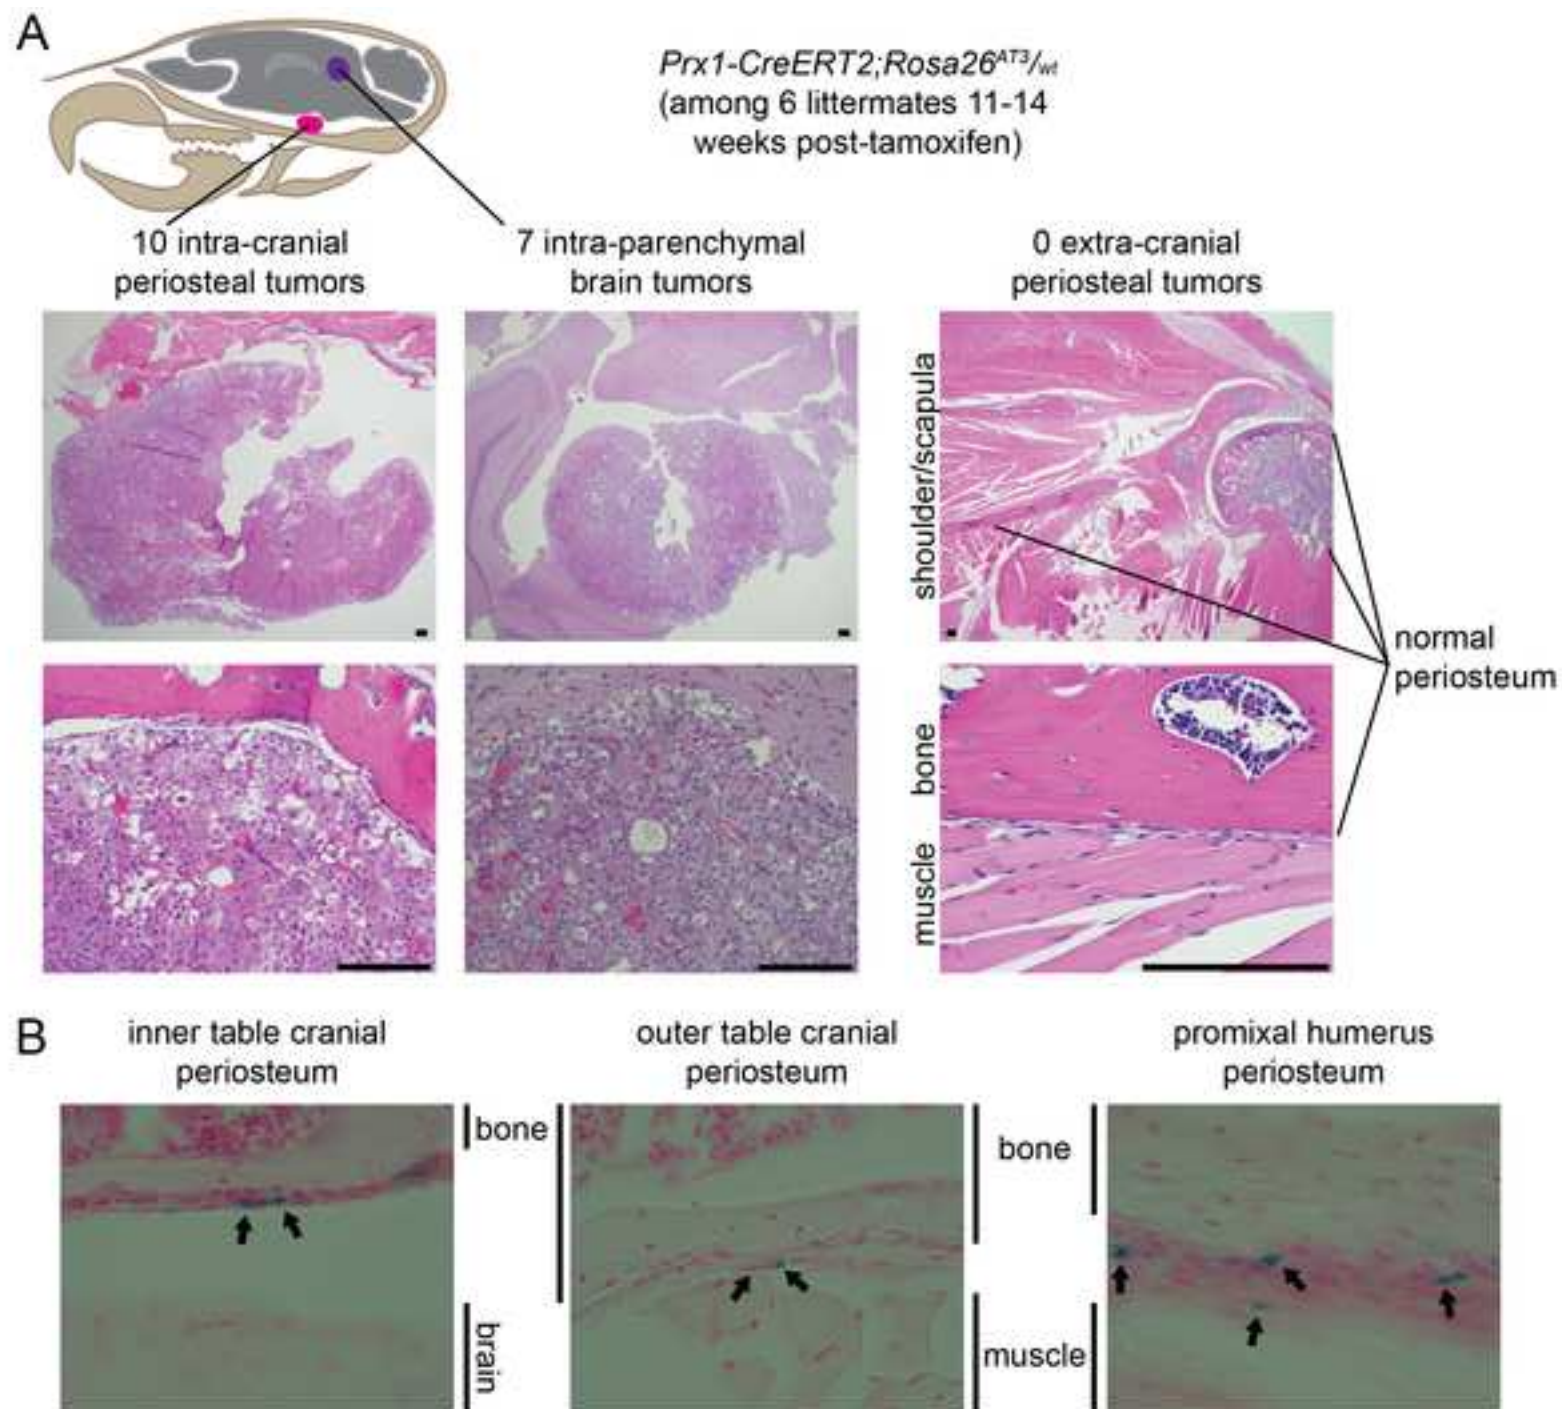 A
Prx1-CreERT2;Rosa26^AT3/wt
(among 6 littermates 11-14
weeks post-tamoxifen)
10 intra-cranial
periosteal tumors
7 intra-parenchymal
brain tumors
0 extra-cranial
periosteal tumors
shoulder/scapula
normal
periosteum
bone
muscle
B
inner table cranial
periosteum
outer table cranial
periosteum
promixal humerus
periosteum
bone
brain
bone
muscle